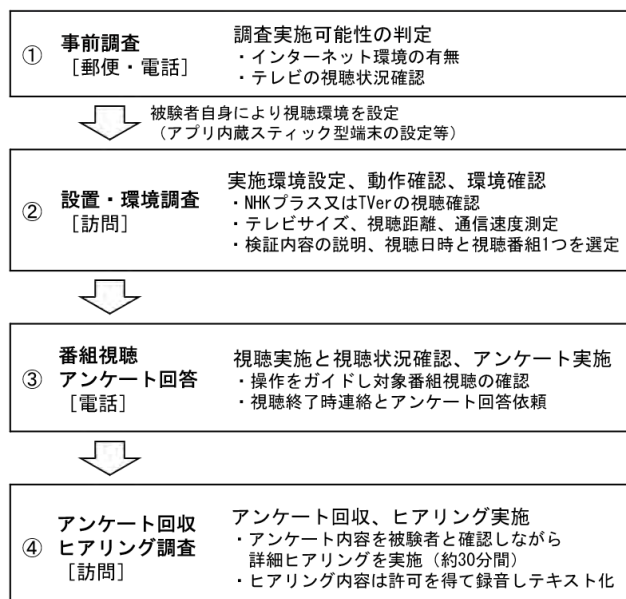 ① 事前調査
[郵便・電話]
調査実施可能性の判定
・インターネット環境の有無
・テレビの視聴状況確認
被験者自身により視聴環境を設定
（アプリ内蔵スティック型端末の設定等）
② 設置・環境調査
[訪問]
実施環境設定、動作確認、環境確認
・NHKプラス又はTVerの視聴確認
・テレビサイズ、視聴距離、通信速度測定
・検証内容の説明、視聴日時と視聴番組1つを選定
③ 番組視聴
アンケート回答
[電話]
視聴実施と視聴状況確認、アンケート実施
・操作をガイドし対象番組視聴の確認
・視聴終了時連絡とアンケート回答依頼
④ アンケート回収
ヒアリング調査
[訪問]
アンケート回収、ヒアリング実施
・アンケート内容を被験者と確認しながら
詳細ヒアリングを実施（約30分間）
・ヒアリング内容は許可を得て録音しテキスト化